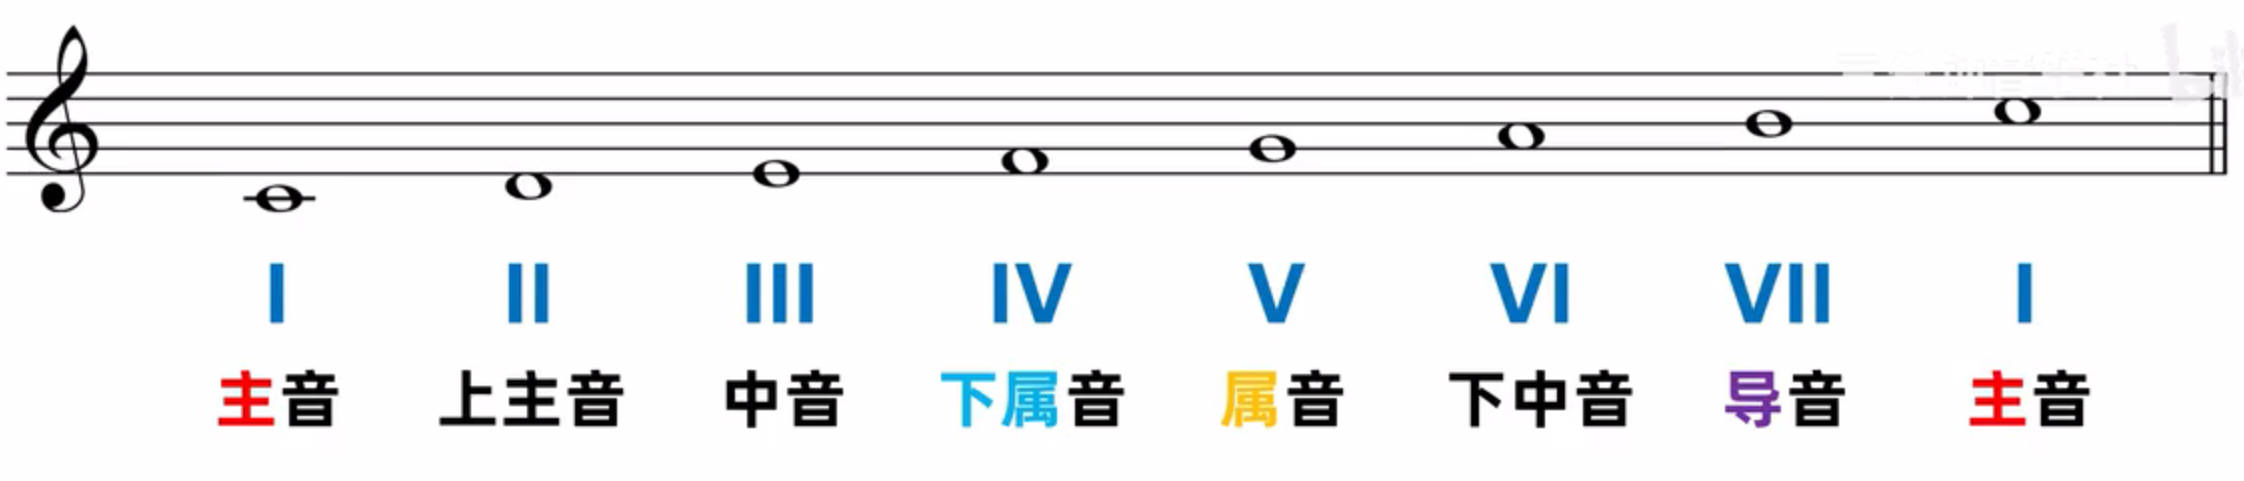 I II III IV V VI VII I
主音 上主音 中音 下属音 属音 下中音 导音 主音